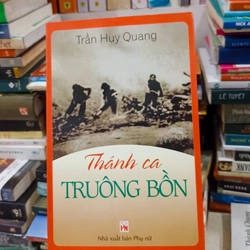 Trần Huy Quang
Thánh ca
TRUÔNG BỒN
Nhà xuất bản Phụ nữ